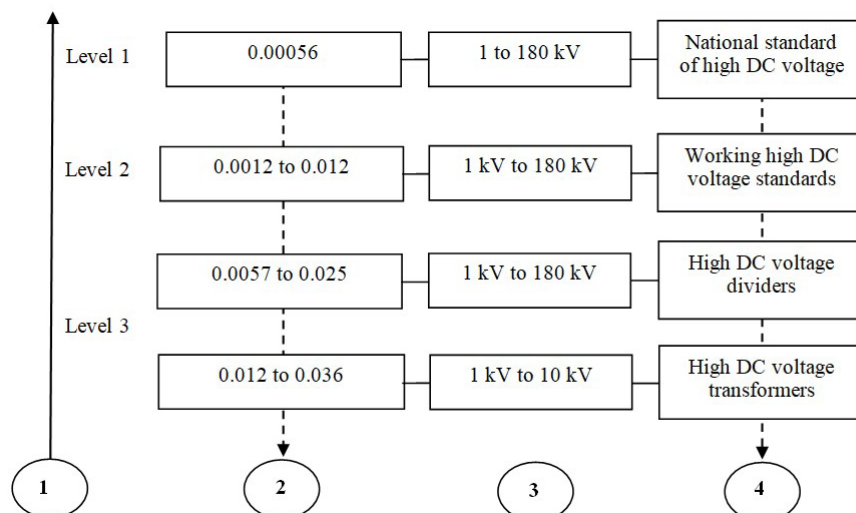 Level 1
0.00056
1 to 180 kV
National standard
of high DC voltage
Level 2
0.0012 to 0.012
1 kV to 180 kV
Working high DC
voltage standards
0.0057 to 0.025
1 kV to 180 kV
High DC voltage
dividers
Level 3
0.012 to 0.036
1 kV to 10 kV
High DC voltage
transformers
1
2
3
4